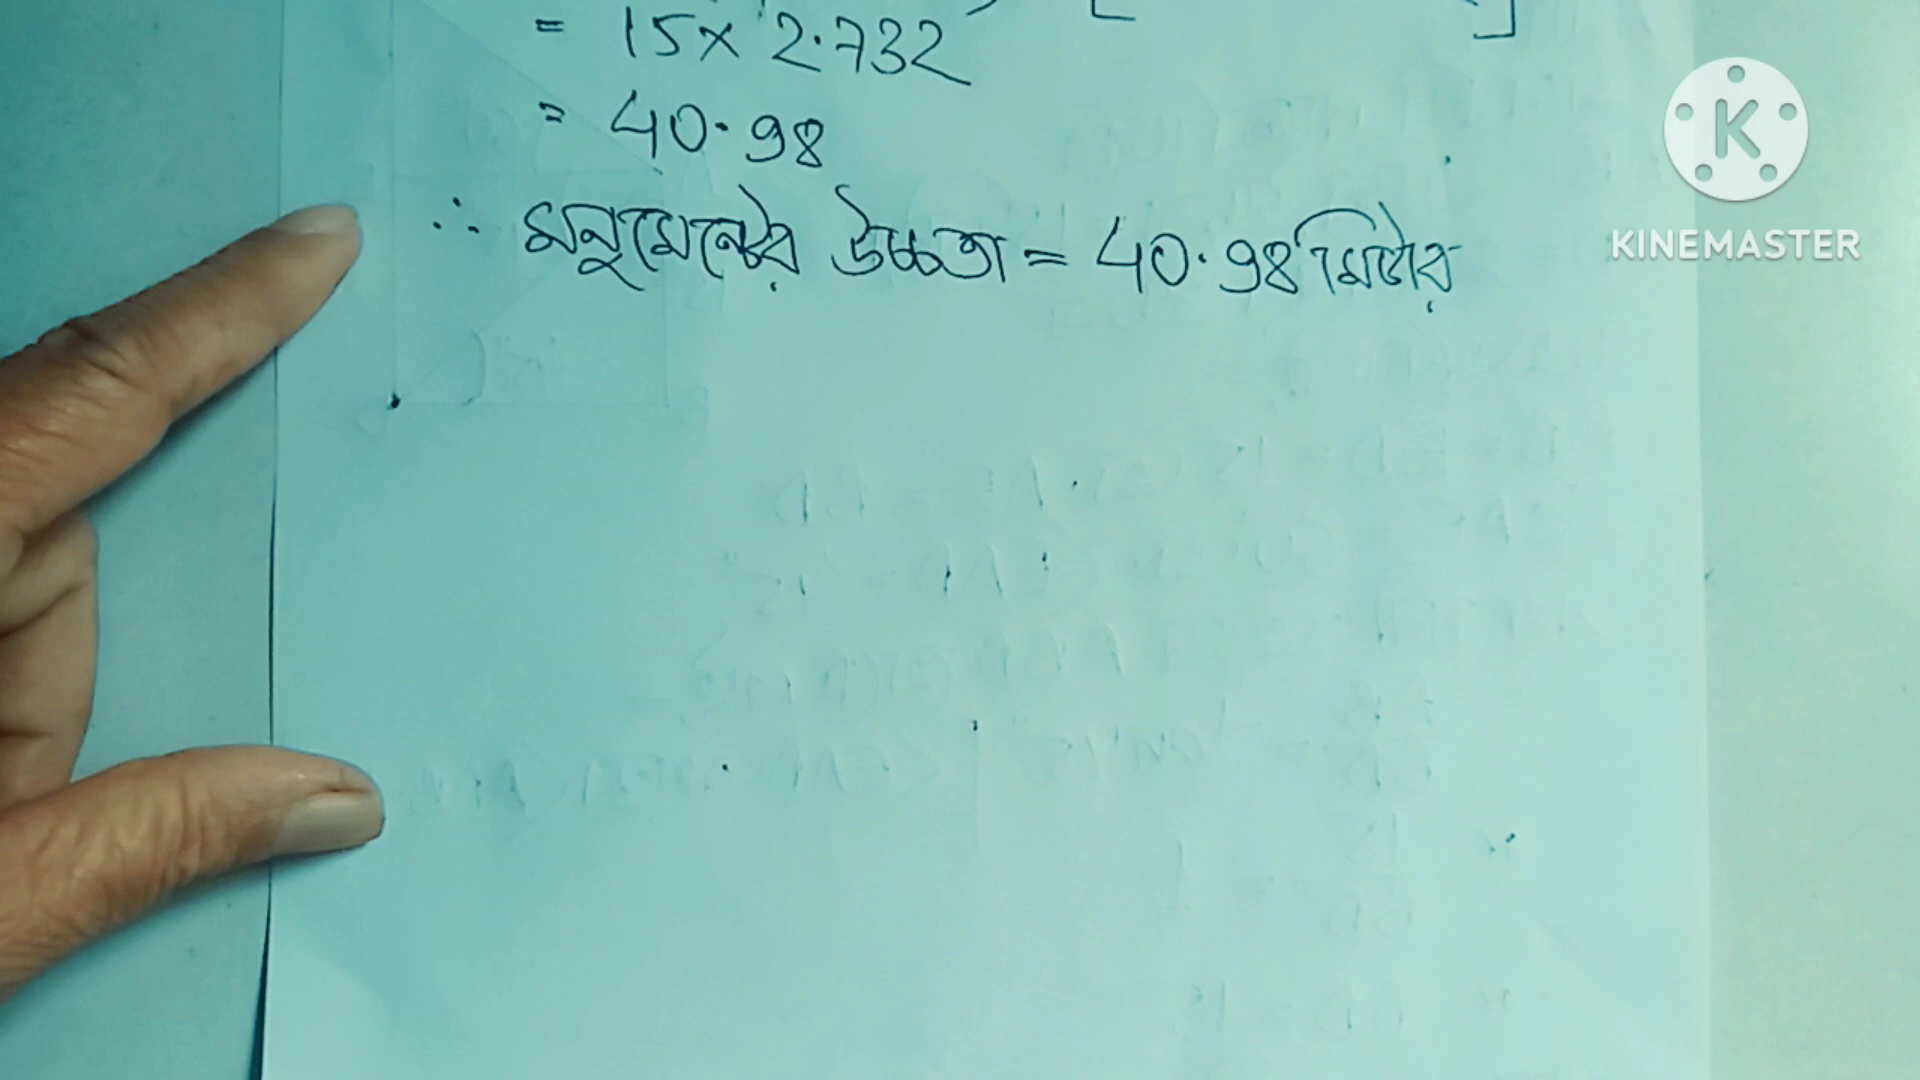 = 15 × 2.732
= 40.98
∴ মনুমেন্টের উচ্চতা = 40.98 মিটার
K
KINEMASTER